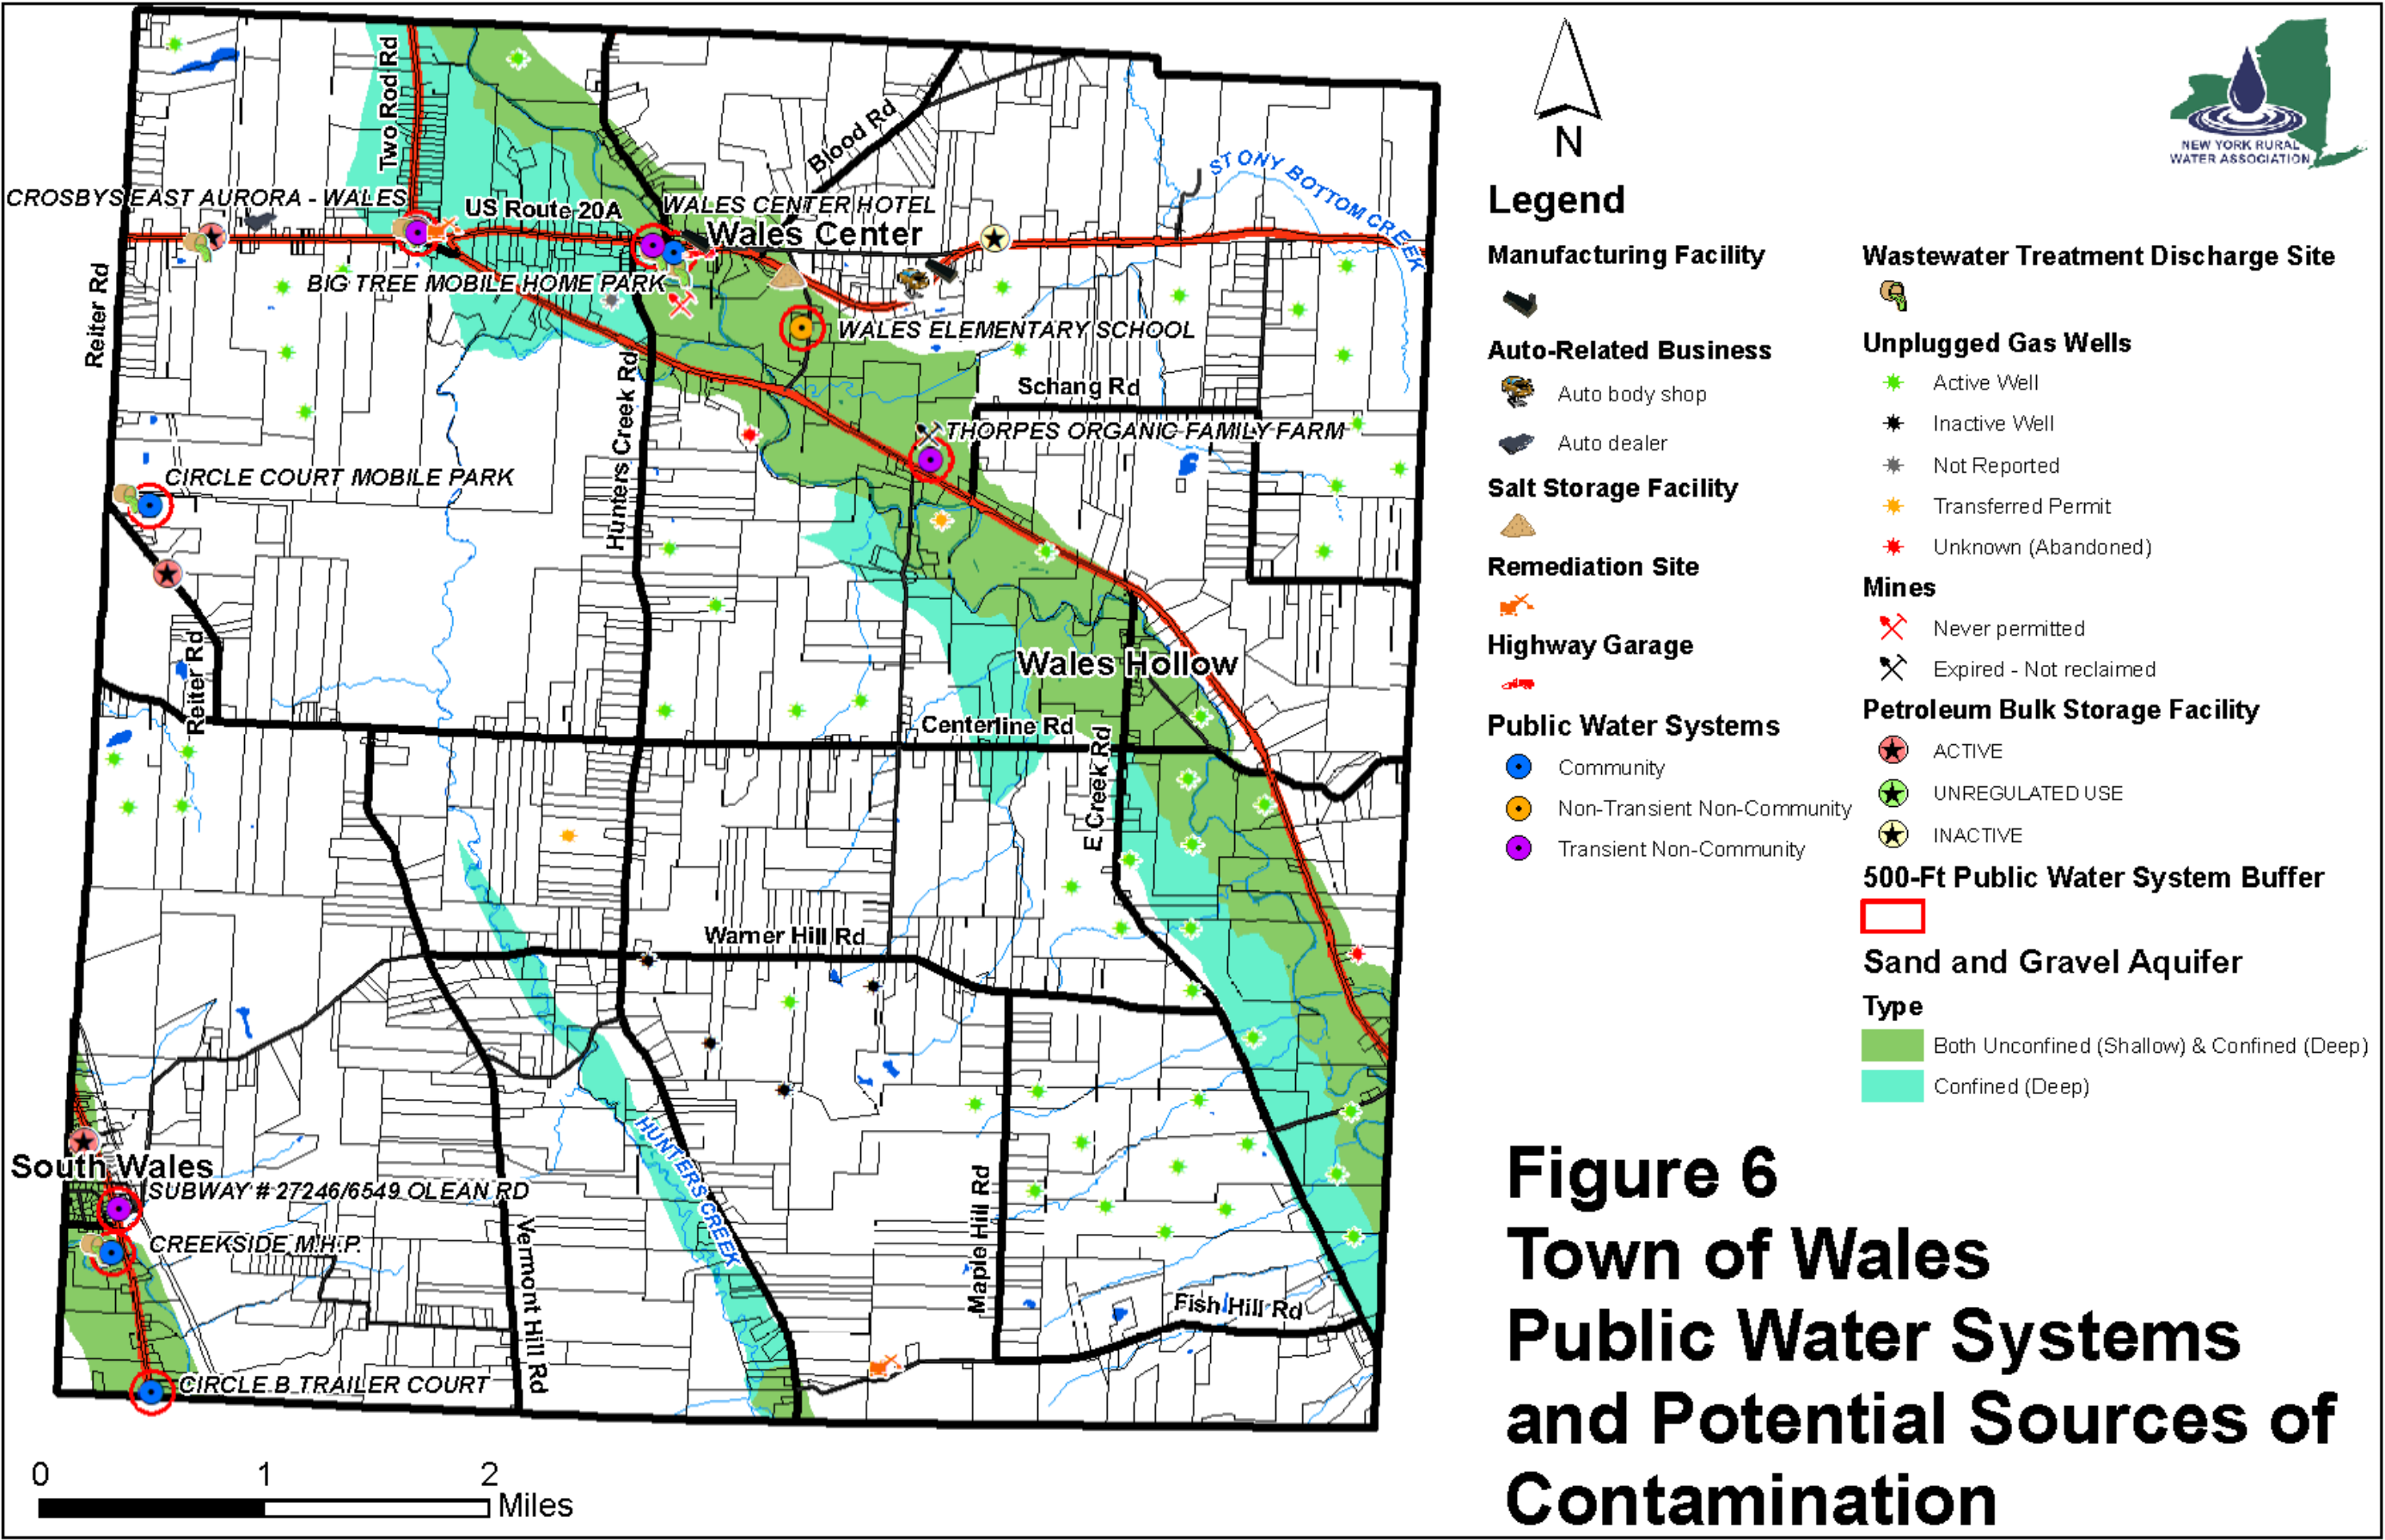 Two Rod Rd
Blood Rd
STONY BOTTOM CREEK
CROSBYS EAST AURORA - WALES
US Route 20A
WALES CENTER HOTEL
Wales Center
BIG TREE MOBILE HOME PARK
Reiter Rd
WALES ELEMENTARY SCHOOL
Hunters Creek Rd
Schang Rd
THORPES ORGANIC FAMILY FARM
CIRCLE COURT MOBILE PARK
Reiter Rd
Wales Hollow
Centerline Rd
E Creek Rd
Warner Hill Rd
HUNTERS CREEK
South Wales
SUBWAY # 27246/6549 OLEAN RD
CREEKSIDE M.H.P.
Vermont Hill Rd
Maple Hill Rd
Fish Hill Rd
CIRCLE B TRAILER COURT
0 1 2
Miles
N
NEW YORK RURAL
WATER ASSOCIATION
Legend
Manufacturing Facility
Auto-Related Business
Auto body shop
Auto dealer
Salt Storage Facility
Remediation Site
Highway Garage
Public Water Systems
Community
Non-Transient Non-Community
Transient Non-Community
Wastewater Treatment Discharge Site
Unplugged Gas Wells
Active Well
Inactive Well
Not Reported
Transferred Permit
Unknown (Abandoned)
Mines
Never permitted
Expired - Not reclaimed
Petroleum Bulk Storage Facility
ACTIVE
UNREGULATED USE
INACTIVE
500-Ft Public Water System Buffer
Sand and Gravel Aquifer
Type
Both Unconfined (Shallow) & Confined (Deep)
Confined (Deep)
Figure 6
Town of Wales
Public Water Systems
and Potential Sources of
Contamination